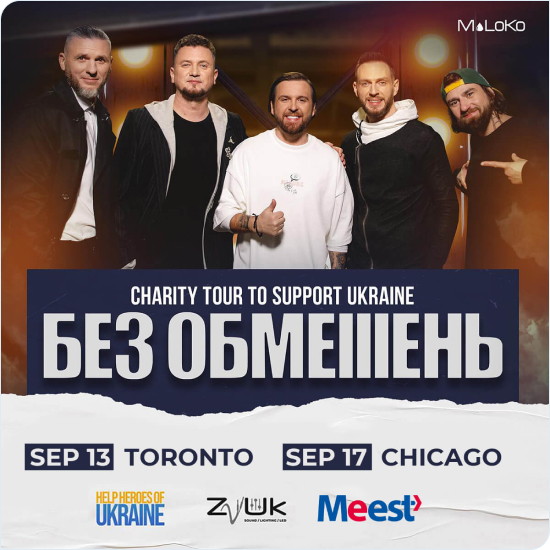 MOLOKO
CHARITY TOUR TO SUPPORT UKRAINE
БЕЗ ОБМЕЖЕНЬ
SEP 13 TORONTO SEP 17 CHICAGO
HELP HEROES OF
UKRAINE
ZVUK
SOUND / LIGHTING / LED
Meest